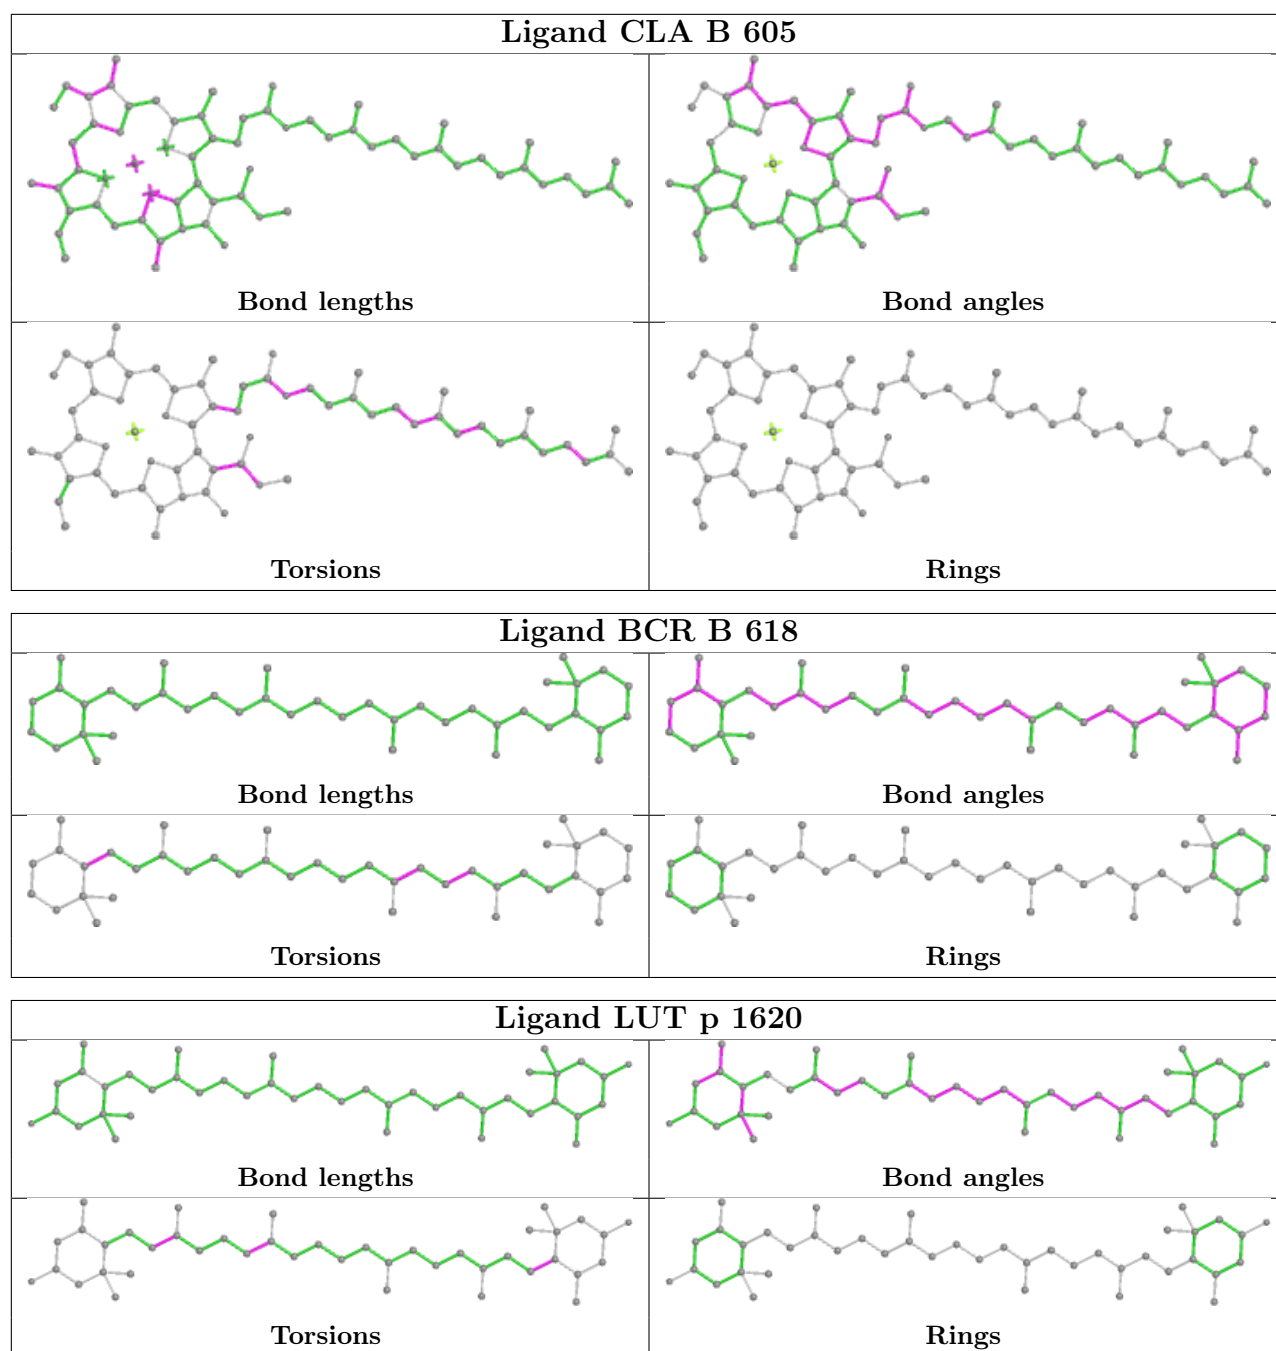 Ligand CLA B 605
Bond lengths
Bond angles
Torsions
Rings
Ligand BCR B 618
Bond lengths
Bond angles
Torsions
Rings
Ligand LUT p 1620
Bond lengths
Bond angles
Torsions
Rings